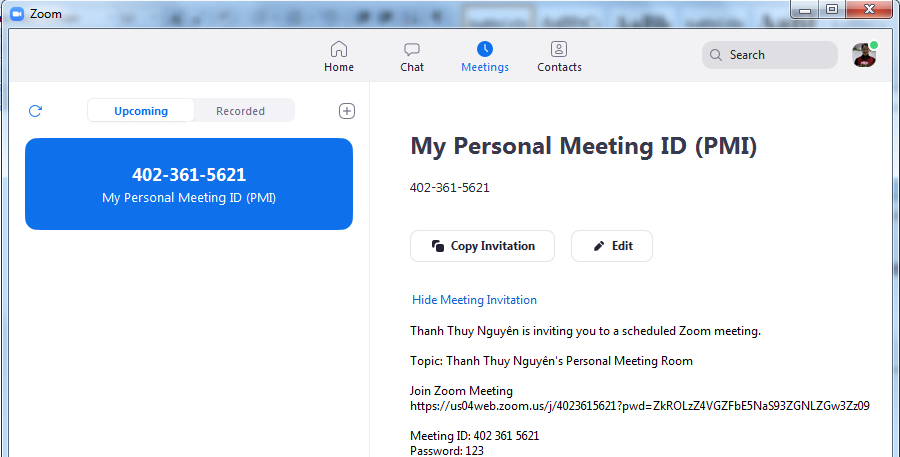 Zoom
Home
Chat
Meetings
Contacts
Search
Upcoming
Recorded
402-361-5621
My Personal Meeting ID (PMI)
My Personal Meeting ID (PMI)
402-361-5621
Copy Invitation
Edit
Hide Meeting Invitation
Thanh Thuy Nguyên is inviting you to a scheduled Zoom meeting.
Topic: Thanh Thuy Nguyên's Personal Meeting Room
Join Zoom Meeting
https://us04web.zoom.us/j/4023615621?pwd=ZkROLzZ4VGZFbE5NaS93ZGNLZGw3Zz09
Meeting ID: 402 361 5621
Password: 123